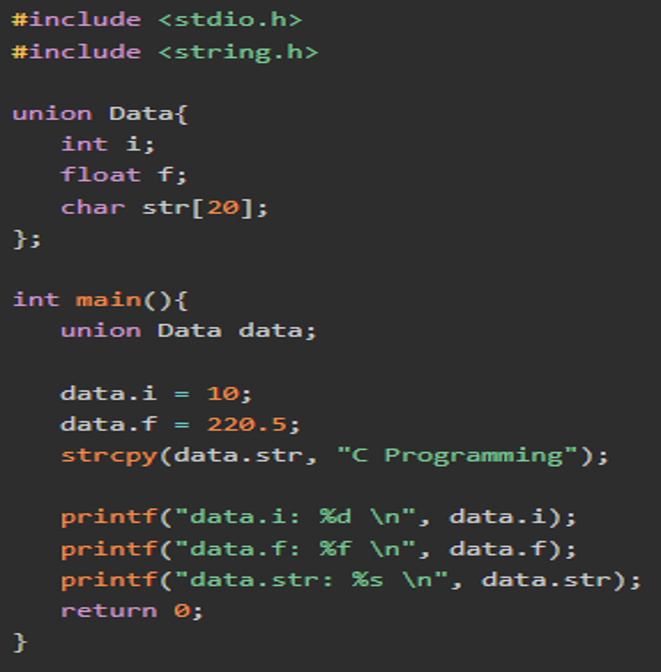 #include <stdio.h>
#include <string.h>

union Data{
   int i;
   float f;
   char str[20];
};

int main(){
   union Data data;

   data.i = 10;
   data.f = 220.5;
   strcpy(data.str, "C Programming");

   printf("data.i: %d \n", data.i);
   printf("data.f: %f \n", data.f);
   printf("data.str: %s \n", data.str);
   return 0;
}